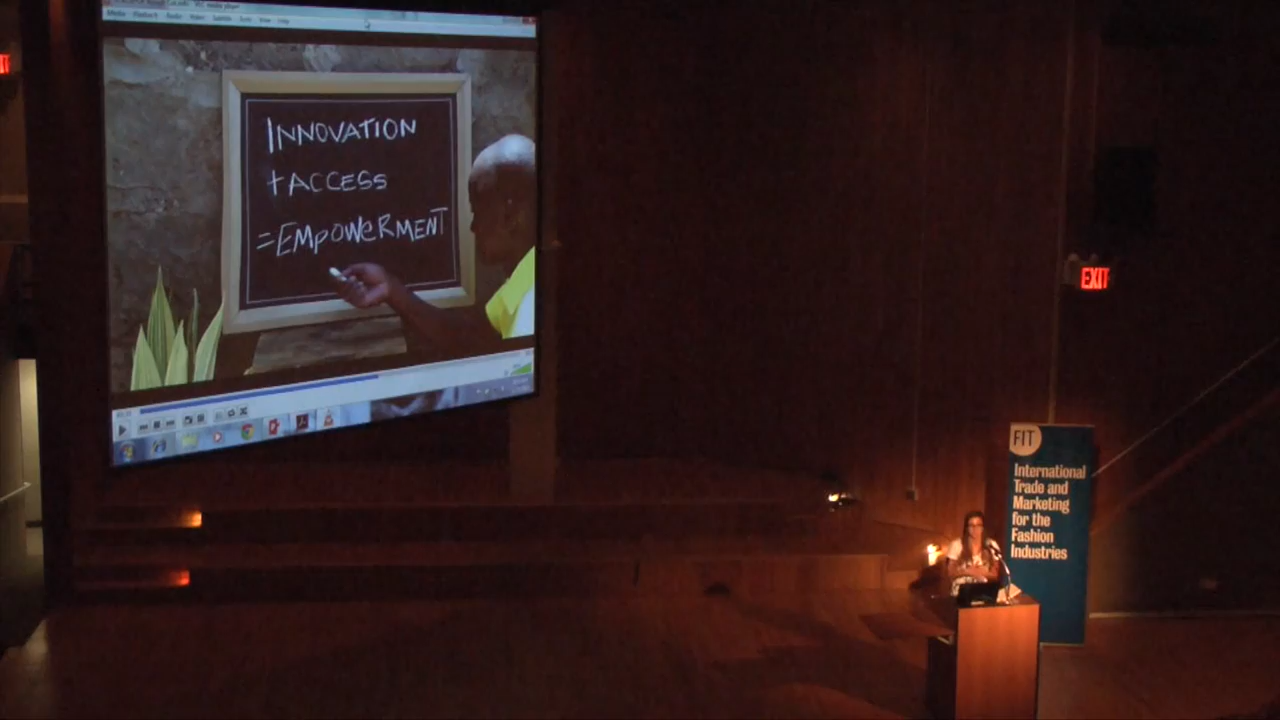 INNOVATION
+ACCESS
=EMPOWERMENT
EXIT
FIT
International
Trade and
Marketing
for the
Fashion
Industries